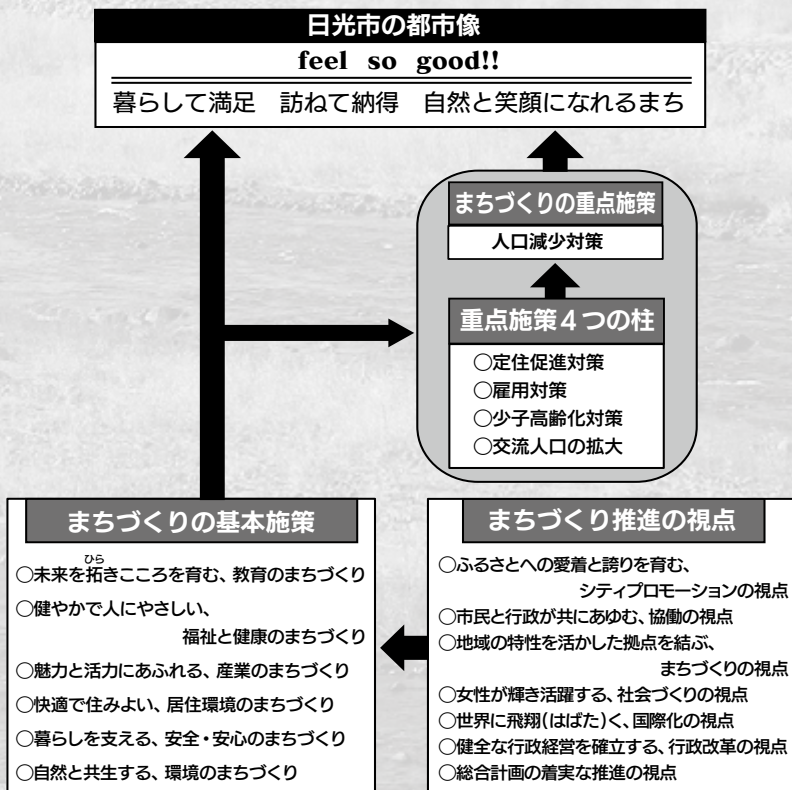 日光市の都市像
feel so good!!
暮らして満足 訪ねて納得 自然と笑顔になれるまち
まちづくりの重点施策
人口減少対策
重点施策4つの柱
○定住促進対策
○雇用対策
○少子高齢化対策
○交流人口の拡大
まちづくりの基本施策
ひら
○未来を拓きこころを育む、教育のまちづくり
○健やかで人にやさしい、
福祉と健康のまちづくり
○魅力と活力にあふれる、産業のまちづくり
○快適で住みよい、居住環境のまちづくり
○暮らしを支える、安全・安心のまちづくり
○自然と共生する、環境のまちづくり
まちづくり推進の視点
○ふるさとへの愛着と誇りを育む、
シティプロモーションの視点
○市民と行政が共にあゆむ、協働の視点
○地域の特性を活かした拠点を結ぶ、
まちづくりの視点
○女性が輝き活躍する、社会づくりの視点
○世界に飛翔(はばた)く、国際化の視点
○健全な行政経営を確立する、行政改革の視点
○総合計画の着実な推進の視点